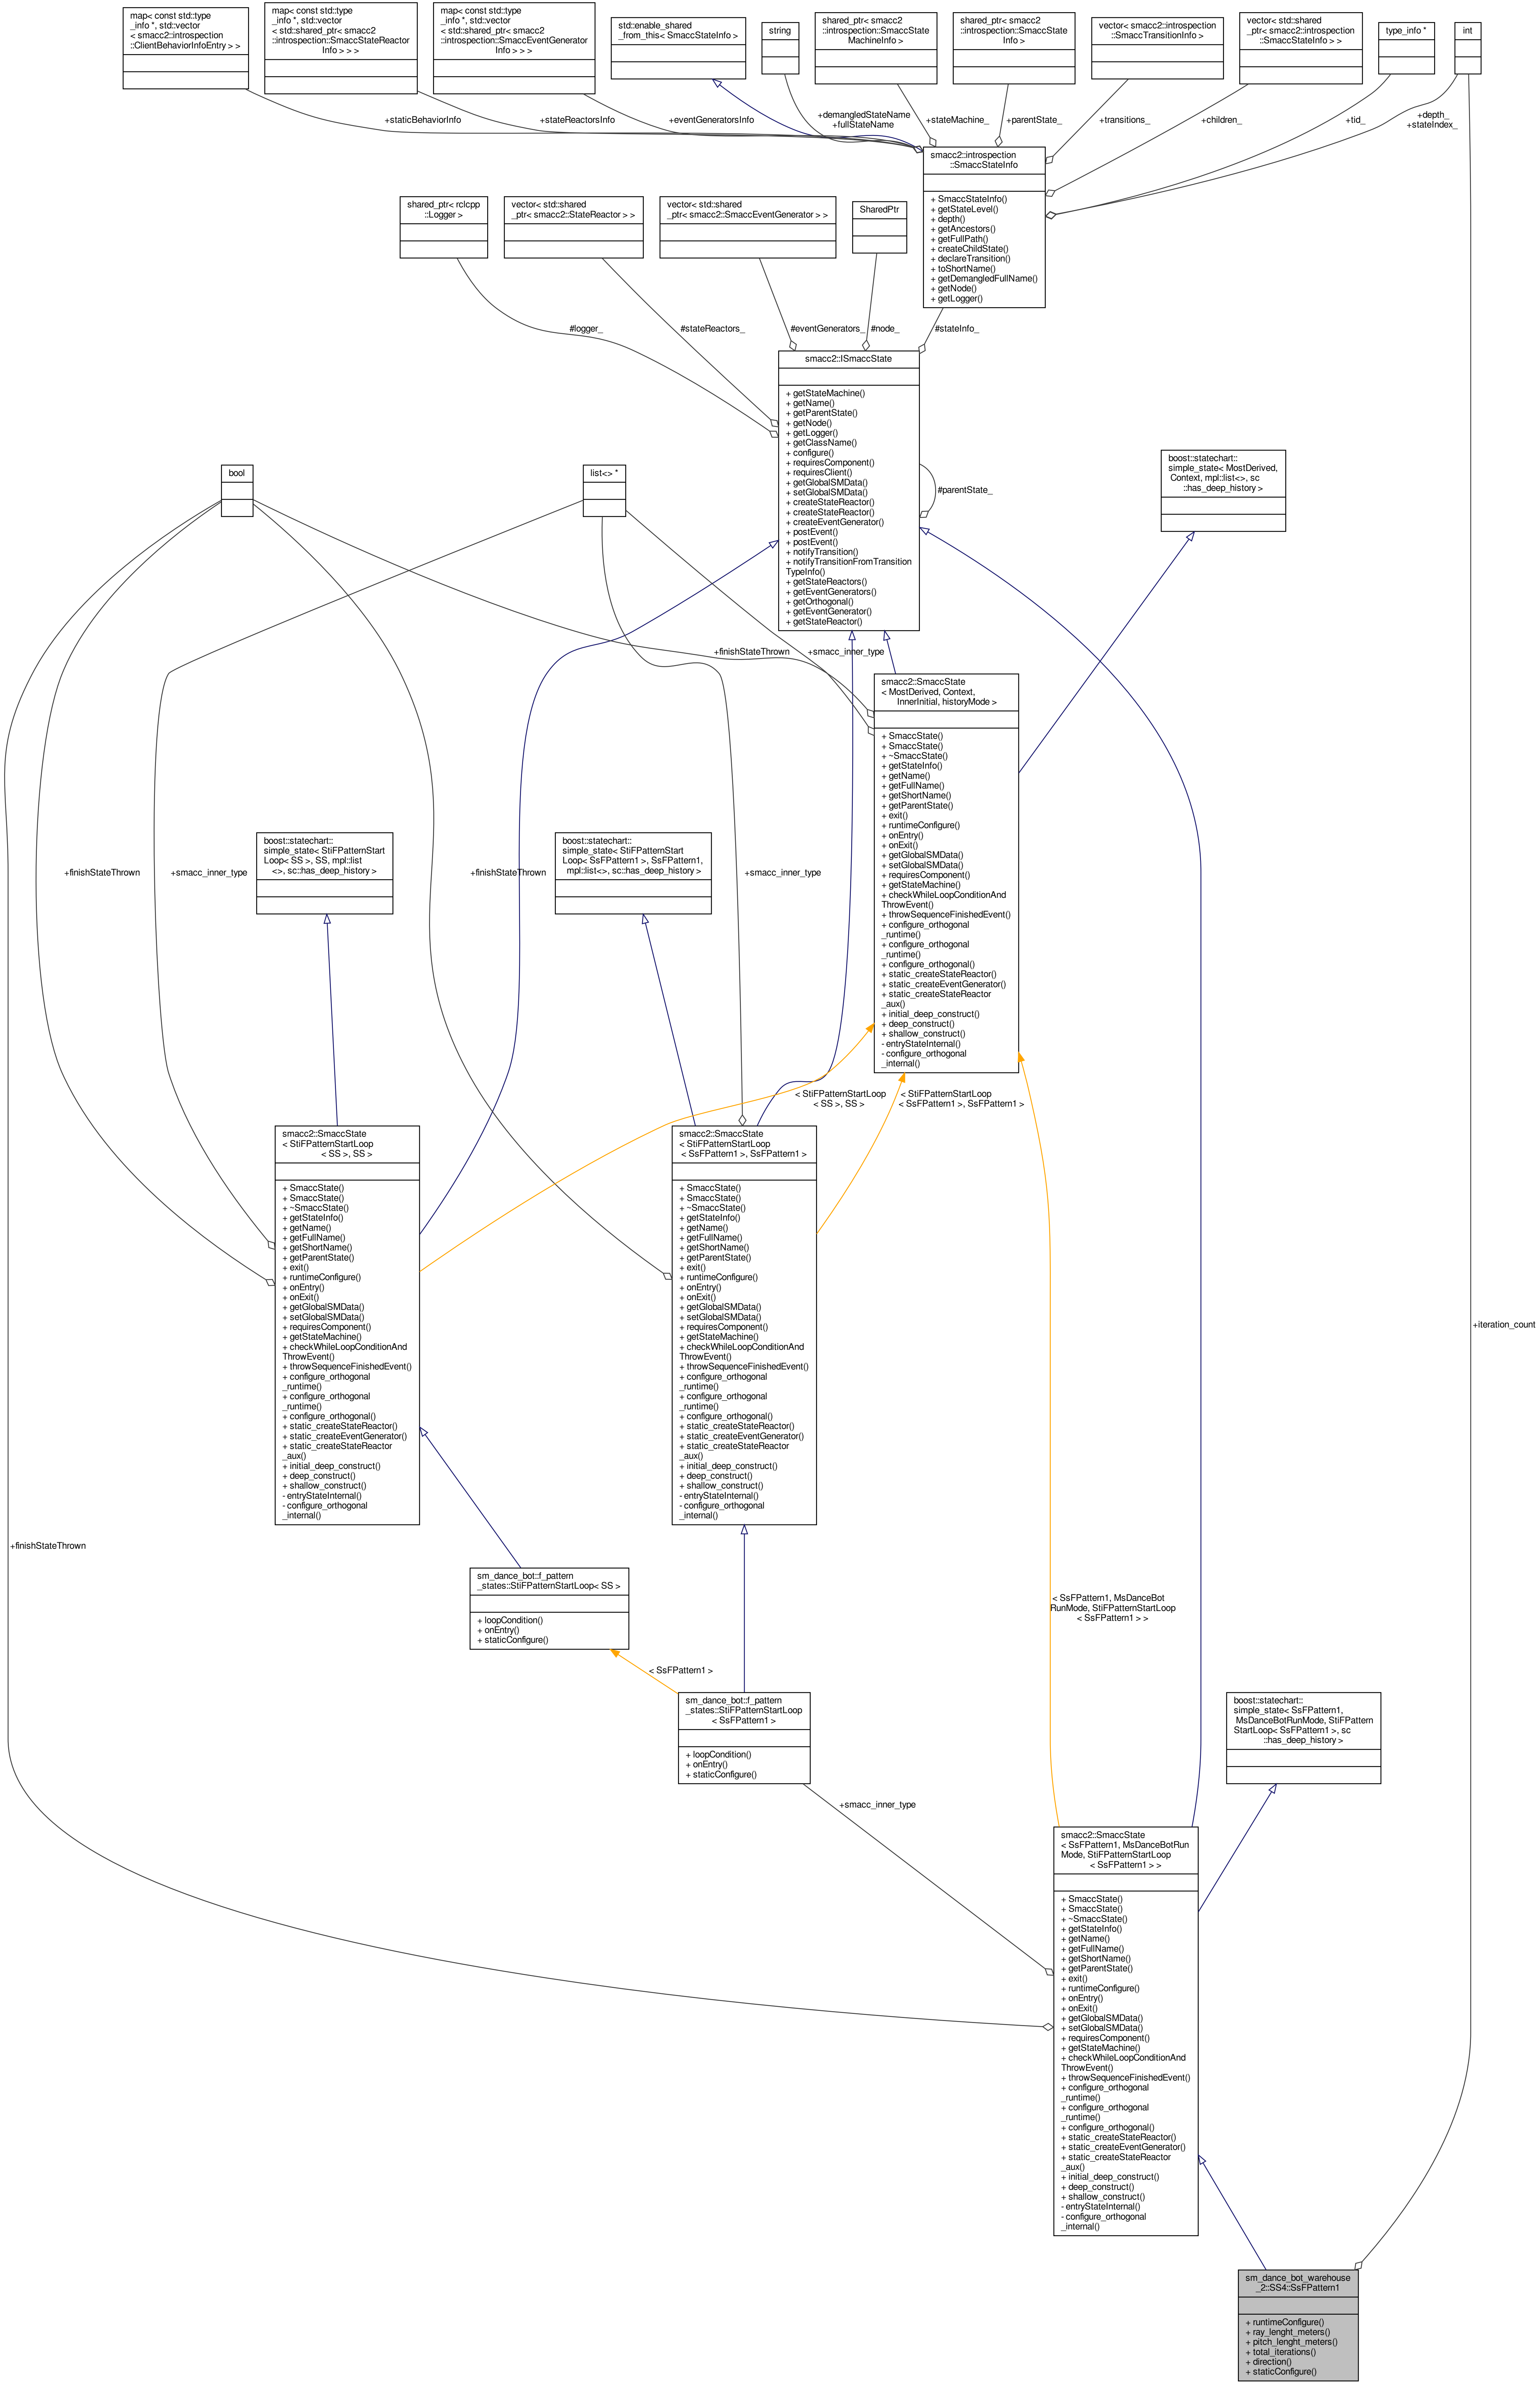 map< const std::type
_info *, std::vector
< smacc2::introspection
::ClientBehaviorInfoEntry > >
map< const std::type
_info *, std::vector
< std::shared_ptr< smacc2
::introspection::SmaccStateReactor
Info > > >
map< const std::type
_info *, std::vector
< std::shared_ptr< smacc2
::introspection::SmaccEventGenerator
Info > > >
std::enable_shared
_from_this< SmaccStateInfo >
string
shared_ptr< smacc2
::introspection::SmaccState
MachineInfo >
shared_ptr< smacc2
::introspection::SmaccState
Info >
vector< smacc2::introspection
::SmaccTransitionInfo >
vector< std::shared
_ptr< smacc2::introspection
::SmaccStateInfo > >
type_info *
int
+staticBehaviorInfo
+stateReactorsInfo
+eventGeneratorsInfo
+demangledStateName
+fullStateName
+stateMachine_
+parentState_
+transitions_
+children_
+tid_
+depth_
+stateIndex_
smacc2::introspection
::SmaccStateInfo
+ SmaccStateInfo()
+ getStateLevel()
+ depth()
+ getAncestors()
+ getFullPath()
+ createChildState()
+ declareTransition()
+ toShortName()
+ getDemangledFullName()
+ getNode()
+ getLogger()
shared_ptr< rclcpp
::Logger >
vector< std::shared
_ptr< smacc2::StateReactor > >
vector< std::shared
_ptr< smacc2::SmaccEventGenerator > >
SharedPtr
#logger_
#stateReactors_
#eventGenerators_
#node_
#stateInfo_
smacc2::ISmaccState
+ getStateMachine()
+ getName()
+ getParentState()
+ getNode()
+ getLogger()
+ getClassName()
+ configure()
+ requiresComponent()
+ requiresClient()
+ getGlobalSMData()
+ setGlobalSMData()
+ createStateReactor()
+ createStateReactor()
+ createEventGenerator()
+ postEvent()
+ postEvent()
+ notifyTransition()
+ notifyTransitionFromTransition
TypeInfo()
+ getStateReactors()
+ getEventGenerators()
+ getOrthogonal()
+ getEventGenerator()
+ getStateReactor()
#parentState_
bool
list<> *
boost::statechart::
simple_state< MostDerived,
Context, mpl::list<>, sc
::has_deep_history >
+finishStateThrown
+smacc_inner_type
smacc2::SmaccState
< MostDerived, Context,
InnerInitial, historyMode >
+ SmaccState()
+ SmaccState()
+ ~SmaccState()
+ getStateInfo()
+ getName()
+ getFullName()
+ getShortName()
+ getParentState()
+ exit()
+ runtimeConfigure()
+ onEntry()
+ onExit()
+ getGlobalSMData()
+ setGlobalSMData()
+ requiresComponent()
+ getStateMachine()
+ checkWhileLoopConditionAnd
ThrowEvent()
+ throwSequenceFinishedEvent()
+ configure_orthogonal
_runtime()
+ configure_orthogonal
_runtime()
+ configure_orthogonal()
+ static_createStateReactor()
+ static_createEventGenerator()
+ static_createStateReactor
_aux()
+ initial_deep_construct()
+ deep_construct()
+ shallow_construct()
- entryStateInternal()
- configure_orthogonal
_internal()
boost::statechart::
simple_state< StiFPatternStart
Loop< SS >, SS, mpl::list
<>, sc::has_deep_history >
boost::statechart::
simple_state< StiFPatternStart
Loop< SsFPattern1 >, SsFPattern1,
mpl::list<>, sc::has_deep_history >
+finishStateThrown
+smacc_inner_type
+finishStateThrown
+smacc_inner_type
< StiFPatternStartLoop
< SS >, SS >
< StiFPatternStartLoop
< SsFPattern1 >, SsFPattern1 >
smacc2::SmaccState
< StiFPatternStartLoop
< SS >, SS >
+ SmaccState()
+ SmaccState()
+ ~SmaccState()
+ getStateInfo()
+ getName()
+ getFullName()
+ getShortName()
+ getParentState()
+ exit()
+ runtimeConfigure()
+ onEntry()
+ onExit()
+ getGlobalSMData()
+ setGlobalSMData()
+ requiresComponent()
+ getStateMachine()
+ checkWhileLoopConditionAnd
ThrowEvent()
+ throwSequenceFinishedEvent()
+ configure_orthogonal
_runtime()
+ configure_orthogonal
_runtime()
+ configure_orthogonal()
+ static_createStateReactor()
+ static_createEventGenerator()
+ static_createStateReactor
_aux()
+ initial_deep_construct()
+ deep_construct()
+ shallow_construct()
- entryStateInternal()
- configure_orthogonal
_internal()
smacc2::SmaccState
< StiFPatternStartLoop
< SsFPattern1 >, SsFPattern1 >
+ SmaccState()
+ SmaccState()
+ ~SmaccState()
+ getStateInfo()
+ getName()
+ getFullName()
+ getShortName()
+ getParentState()
+ exit()
+ runtimeConfigure()
+ onEntry()
+ onExit()
+ getGlobalSMData()
+ setGlobalSMData()
+ requiresComponent()
+ getStateMachine()
+ checkWhileLoopConditionAnd
ThrowEvent()
+ throwSequenceFinishedEvent()
+ configure_orthogonal
_runtime()
+ configure_orthogonal
_runtime()
+ configure_orthogonal()
+ static_createStateReactor()
+ static_createEventGenerator()
+ static_createStateReactor
_aux()
+ initial_deep_construct()
+ deep_construct()
+ shallow_construct()
- entryStateInternal()
- configure_orthogonal
_internal()
+iteration_count
+finishStateThrown
sm_dance_bot::f_pattern
_states::StiFPatternStartLoop< SS >
+ loopCondition()
+ onEntry()
+ staticConfigure()
< SsFPattern1, MsDanceBot
RunMode, StiFPatternStartLoop
< SsFPattern1 > >
< SsFPattern1 >
sm_dance_bot::f_pattern
_states::StiFPatternStartLoop
< SsFPattern1 >
+ loopCondition()
+ onEntry()
+ staticConfigure()
boost::statechart::
simple_state< SsFPattern1,
MsDanceBotRunMode, StiFPattern
StartLoop< SsFPattern1 >, sc
::has_deep_history >
+smacc_inner_type
smacc2::SmaccState
< SsFPattern1, MsDanceBotRun
Mode, StiFPatternStartLoop
< SsFPattern1 > >
+ SmaccState()
+ SmaccState()
+ ~SmaccState()
+ getStateInfo()
+ getName()
+ getFullName()
+ getShortName()
+ getParentState()
+ exit()
+ runtimeConfigure()
+ onEntry()
+ onExit()
+ getGlobalSMData()
+ setGlobalSMData()
+ requiresComponent()
+ getStateMachine()
+ checkWhileLoopConditionAnd
ThrowEvent()
+ throwSequenceFinishedEvent()
+ configure_orthogonal
_runtime()
+ configure_orthogonal
_runtime()
+ configure_orthogonal()
+ static_createStateReactor()
+ static_createEventGenerator()
+ static_createStateReactor
_aux()
+ initial_deep_construct()
+ deep_construct()
+ shallow_construct()
- entryStateInternal()
- configure_orthogonal
_internal()
sm_dance_bot_warehouse
_2::SS4::SsFPattern1
+ runtimeConfigure()
+ ray_lenght_meters()
+ pitch_lenght_meters()
+ total_iterations()
+ direction()
+ staticConfigure()